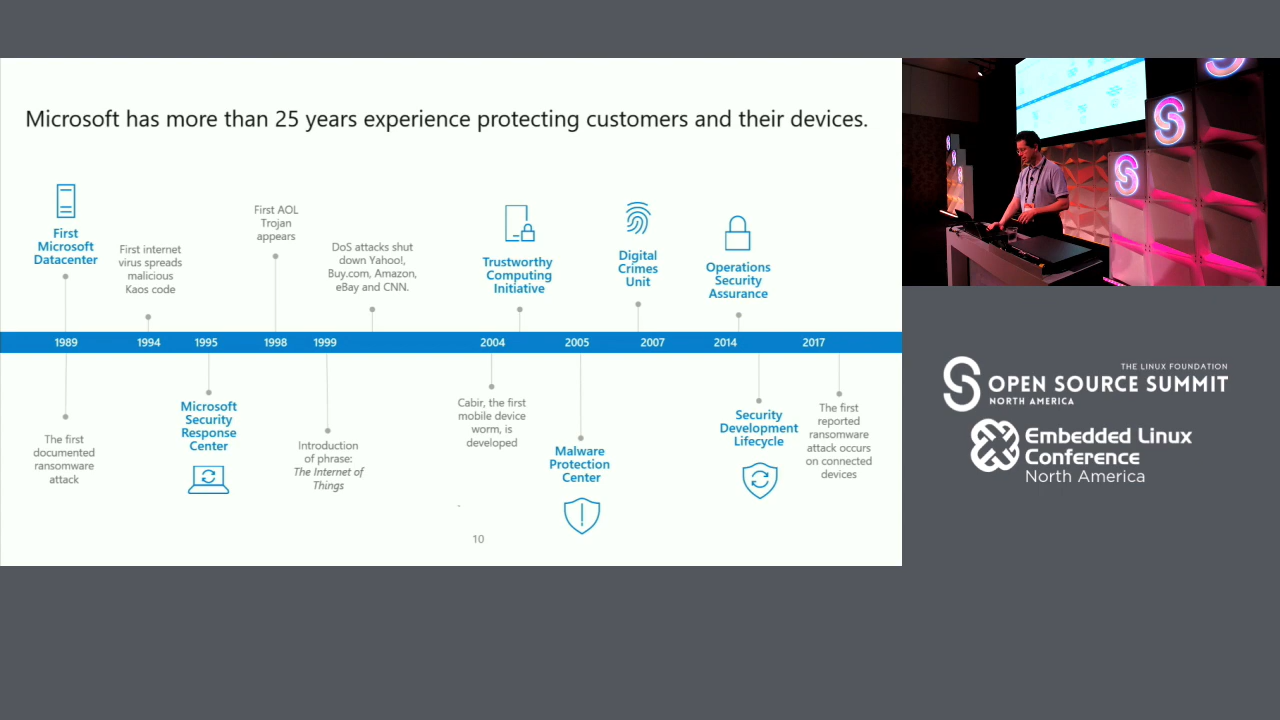 Microsoft has more than 25 years experience protecting customers and their devices.
First
Microsoft
Datacenter
First internet
virus spreads
malicious
Kaos code
First AOL
Trojan
appears
DoS attacks shut
down Yahoo!,
Buy.com, Amazon,
eBay and CNN.
Trustworthy
Computing
Initiative
Digital
Crimes
Unit
Operations
Security
Assurance
1989 1994 1995 1998 1999 2004 2005 2007 2014 2017
The first
documented
ransomware
attack
Microsoft
Security
Response
Center
Introduction
of phrase:
The Internet of
Things
Cabir, the first
mobile device
worm, is
developed
Malware
Protection
Center
Security
Development
Lifecycle
The first
reported
ransomware
attack occurs
on connected
devices
10
THE LINUX FOUNDATION
OPEN SOURCE SUMMIT
NORTH AMERICA
Embedded Linux
Conference
North America